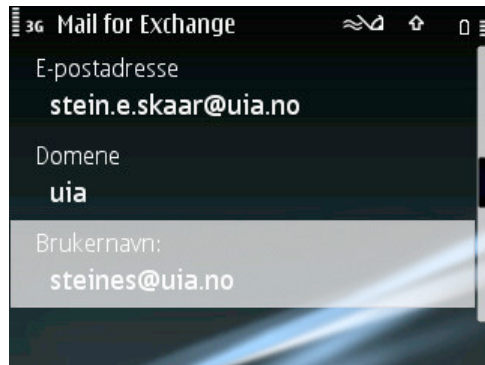 3G Mail for Exchange
E-postadresse
stein.e.skaar@uia.no
Domene
uia
Brukernavn:
steines@uia.no